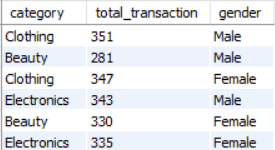 category total_transaction gender
Clothing 351 Male
Beauty 281 Male
Clothing 347 Female
Electronics 343 Male
Beauty 330 Female
Electronics 335 Female